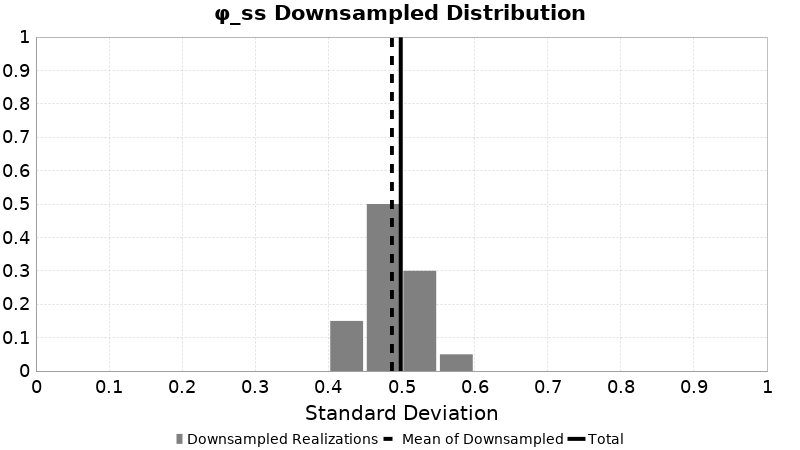 φ_ss Downsampled Distribution
1
0.9
0.8
0.7
0.6
0.5
0.4
0.3
0.2
0.1
0
0 0.1 0.2 0.3 0.4 0.5 0.6 0.7 0.8 0.9 1
Standard Deviation
Downsampled Realizations Mean of Downsampled Total